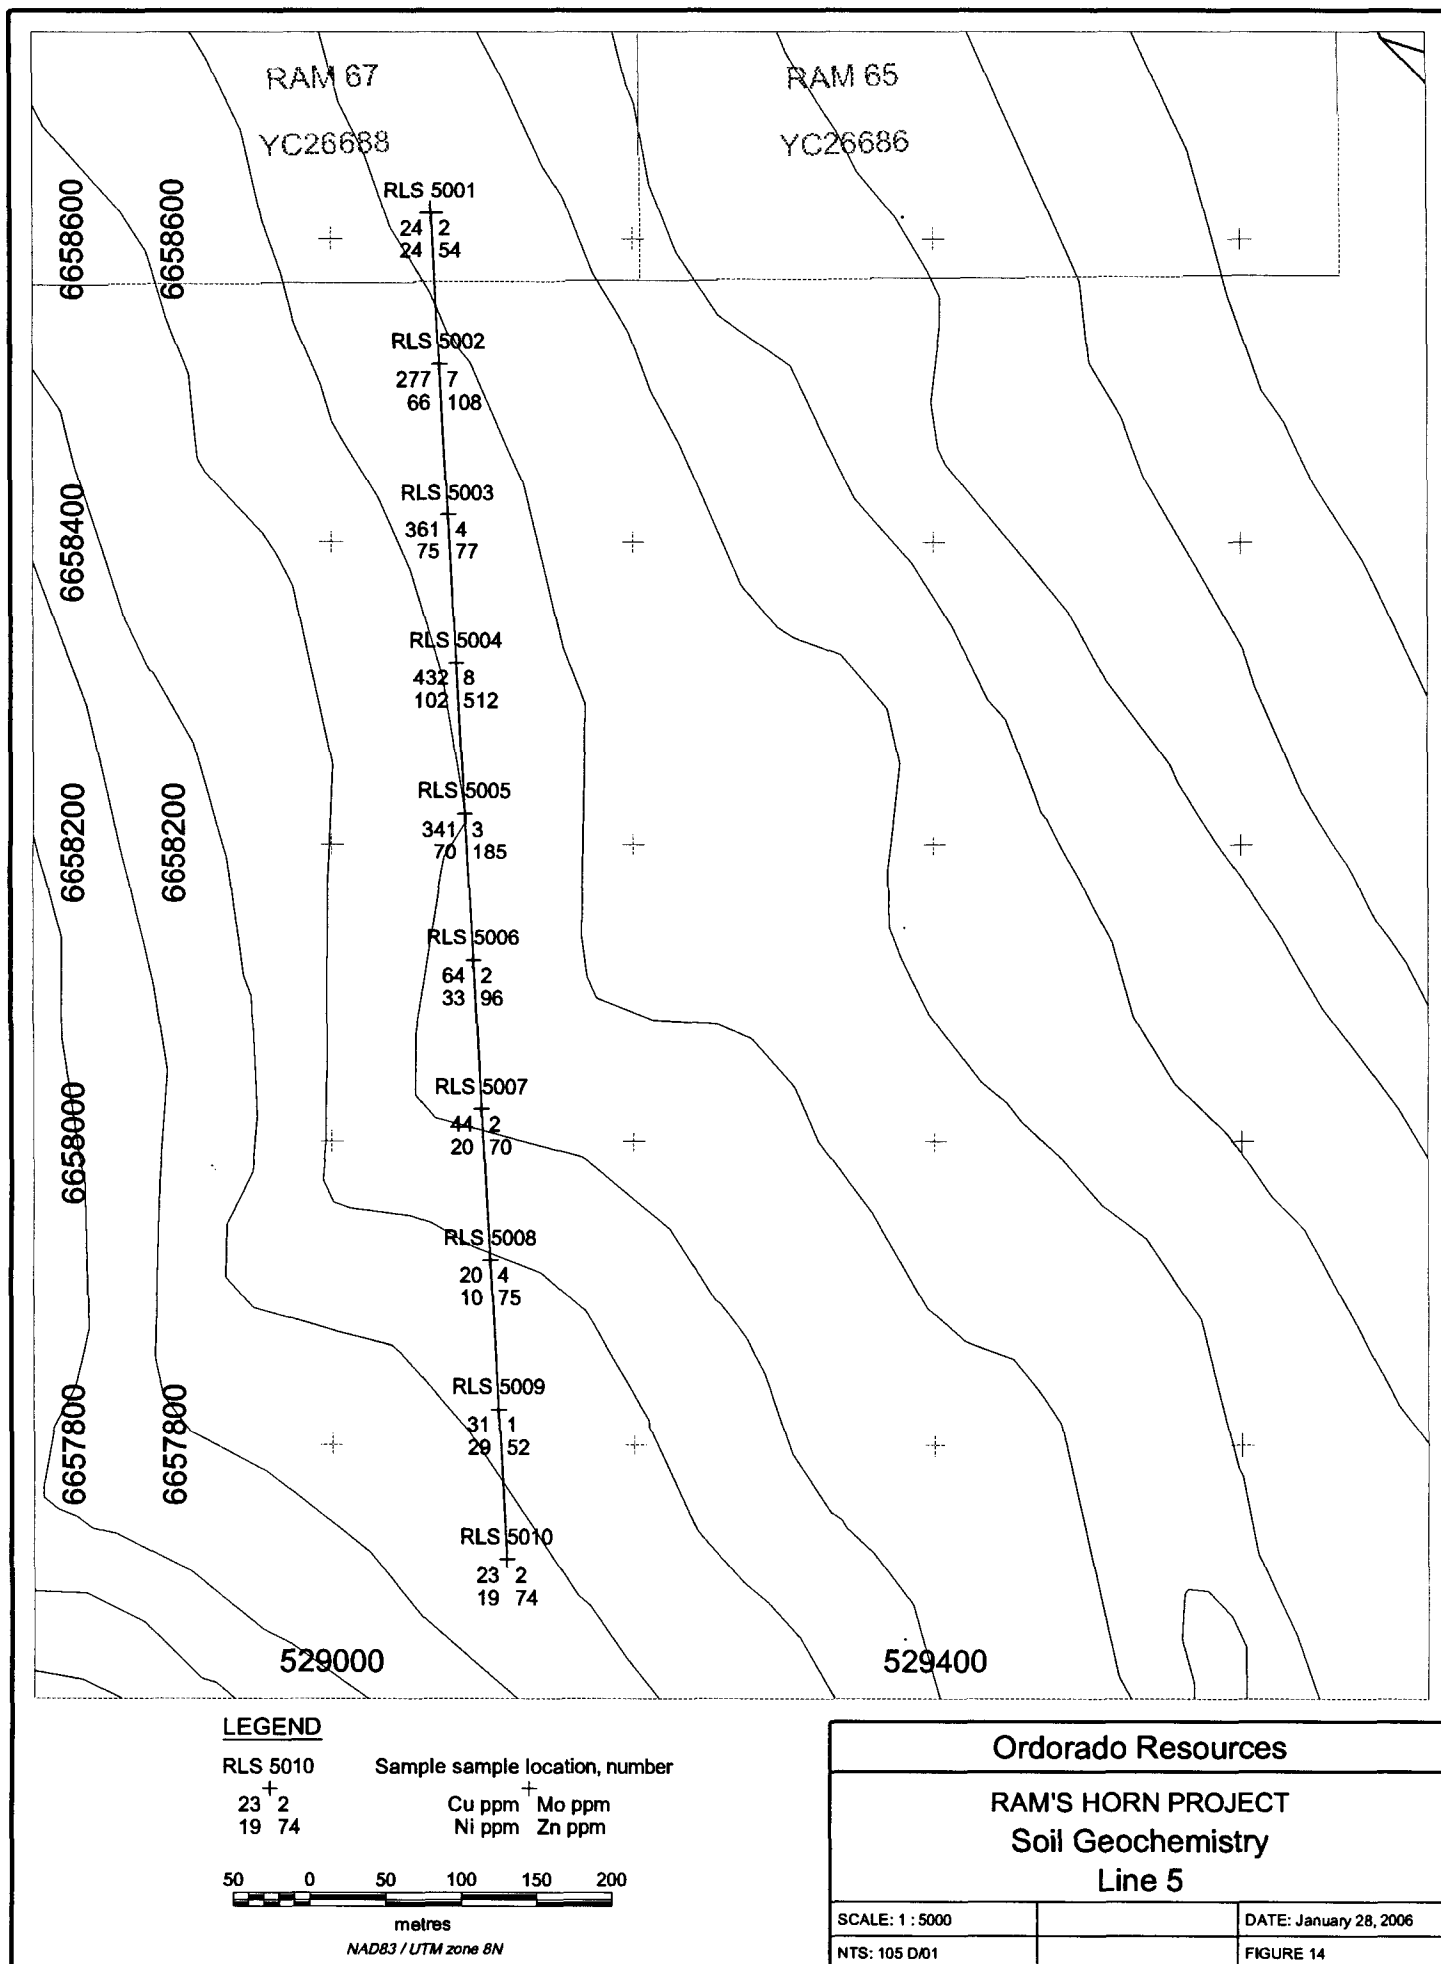 RAM 67
RAM 65
YC26688
YC26686
6658600
6658600
RLS 5001
24 2
24 54
RLS 5002
277 7
66 108
6658400
RLS 5003
361 4
75 77
RLS 5004
432 8
102 512
6658200
6658200
RLS 5005
341 3
70 185
RLS 5006
64 2
33 96
6658000
RLS 5007
44 2
20 70
RLS 5008
20 4
10 75
6657800
6657800
RLS 5009
31 1
29 52
RLS 5010
23 2
19 74
529000
529400
LEGEND
RLS 5010 Sample sample location, number
23 2 Cu ppm Mo ppm
19 74 Ni ppm Zn ppm
50 0 50 100 150 200
metres
NAD83 / UTM zone 8N
Ordorado Resources
RAM'S HORN PROJECT
Soil Geochemistry
Line 5
SCALE: 1 : 5000
DATE: January 28, 2006
NTS: 105 D/01
FIGURE 14